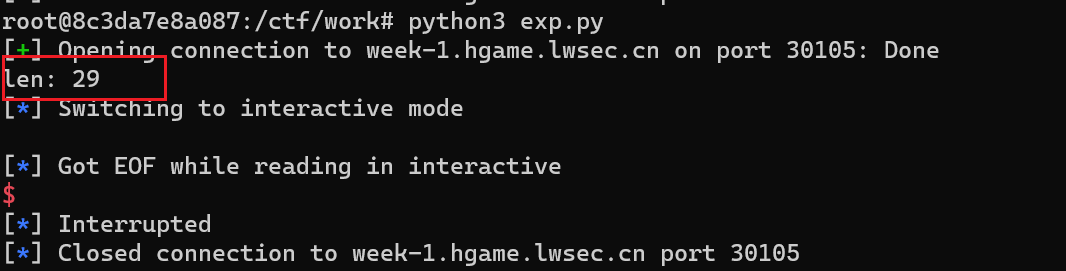 root@8c3da7e8a087:/ctf/work# python3 exp.py
[+] Opening connection to week-1.hgame.lwsec.cn on port 30105: Done
len: 29
[*] Switching to interactive mode
[*] Got EOF while reading in interactive
$
[*] Interrupted
[*] Closed connection to week-1.hgame.lwsec.cn port 30105